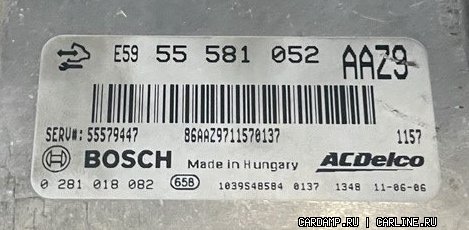 E59 55 581 052 AAZ9
SERV#: 55579447 86AAZ9711570137 1157
BOSCH Made in Hungary ACDelco
0 281 018 082 658 1039S48584 0137 1348 11-06-06
CARDAMP.RU | CARLINE.RU